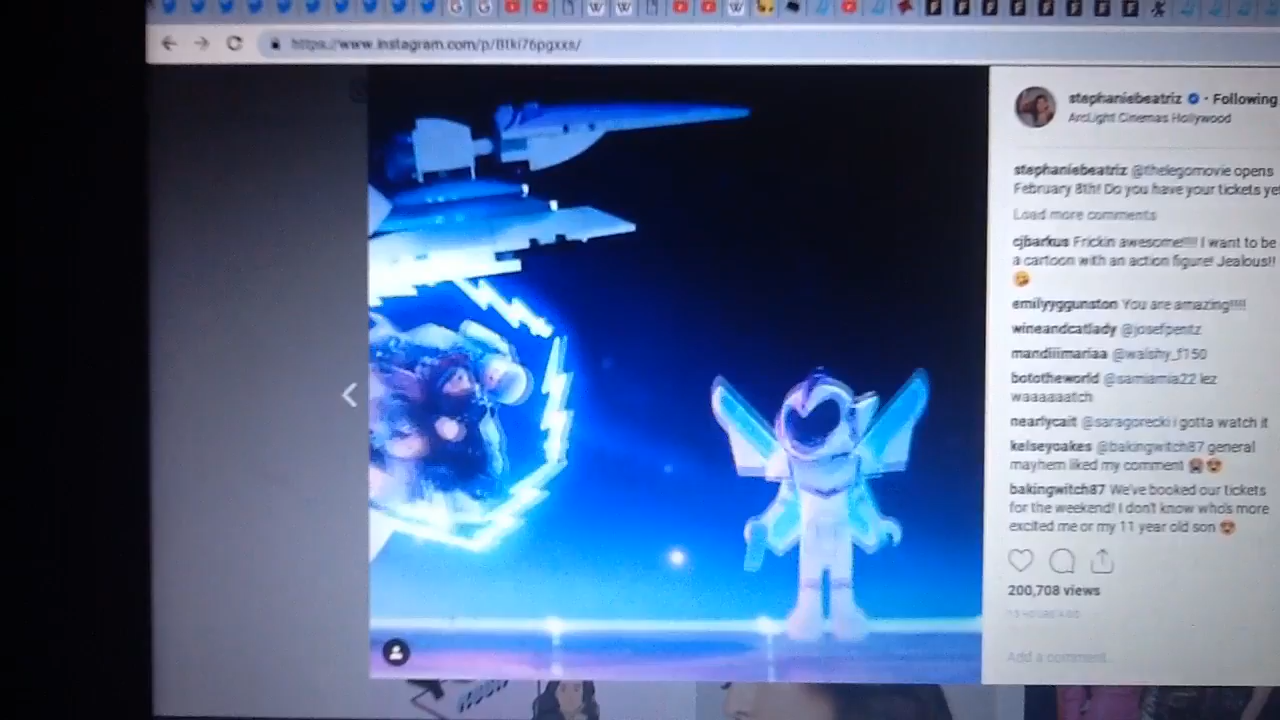 https://www.instagram.com/p/Btki76pgxxs/
stephaniebeatriz • Following
ArcLight Cinemas Hollywood
stephaniebeatriz @thelegomovie opens
February 8th! Do you have your tickets yet
Load more comments
cjbarkus Frickin awesome!!!! I want to be
a cartoon with an action figure! Jealous!!
😘
emilyyggunston You are amazing!!!!
wineandcatlady @josefpentz
mandiiimariaa @walshy_f150
bototheworld @samiamia22 lez
waaaaaatch
nearlycait @saragorecki i gotta watch it
kelseycakes @bakingwitch87 general
mayhem liked my comment 😭😍
bakingwitch87 We've booked our tickets
for the weekend! I don't know who's more
excited me or my 11 year old son 😍
200,708 views
HOURS AGO
Add a comment...